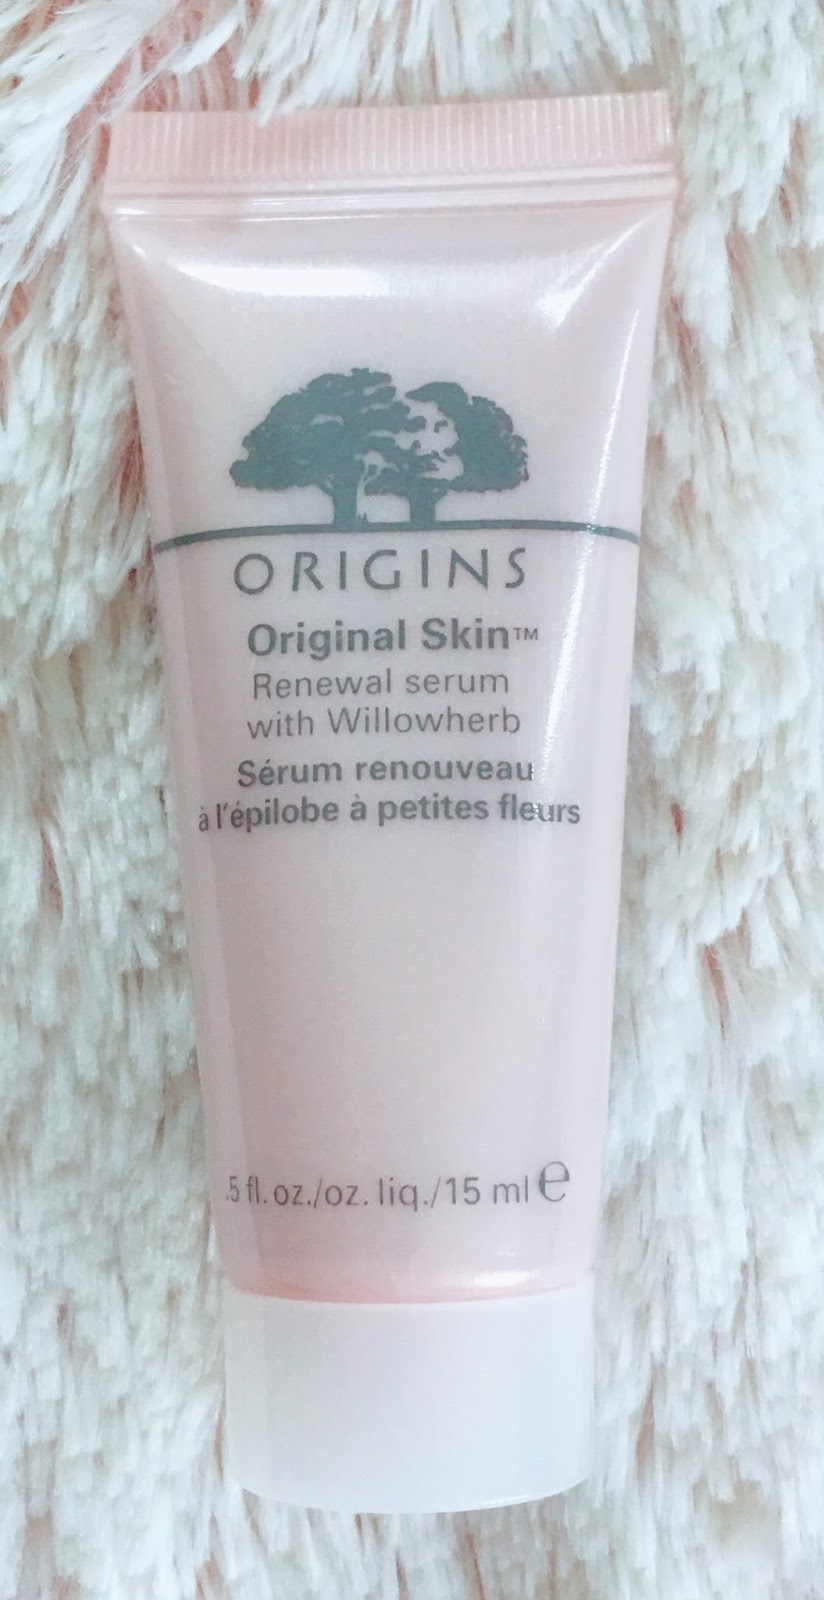 ORIGINS
Original Skin™
Renewal serum
with Willowherb
Sérum renouveau
à l'épilobe à petites fleurs
.5 fl. oz./oz. liq./15 ml ℮